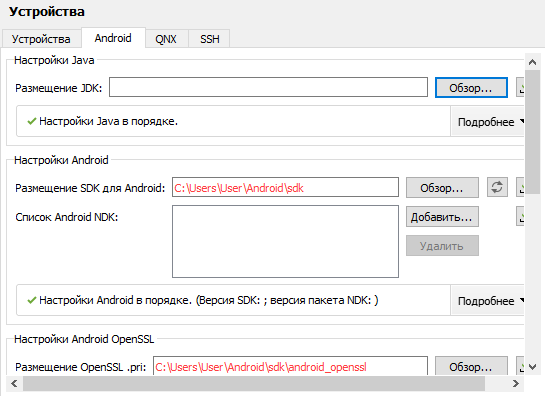 Устройства
Устройства Android QNX SSH
Настройки Java
Размещение JDK: Обзор...
Настройки Java в порядке. Подробнее
Настройки Android
Размещение SDK для Android: C:\Users\User\Android\sdk Обзор...
Список Android NDK: Добавить...
Удалить
Настройки Android в порядке. (Версия SDK: ; версия пакета NDK: ) Подробнее
Настройки Android OpenSSL
Размещение OpenSSL .pri: C:\Users\User\Android\sdk\android_openssl Обзор...